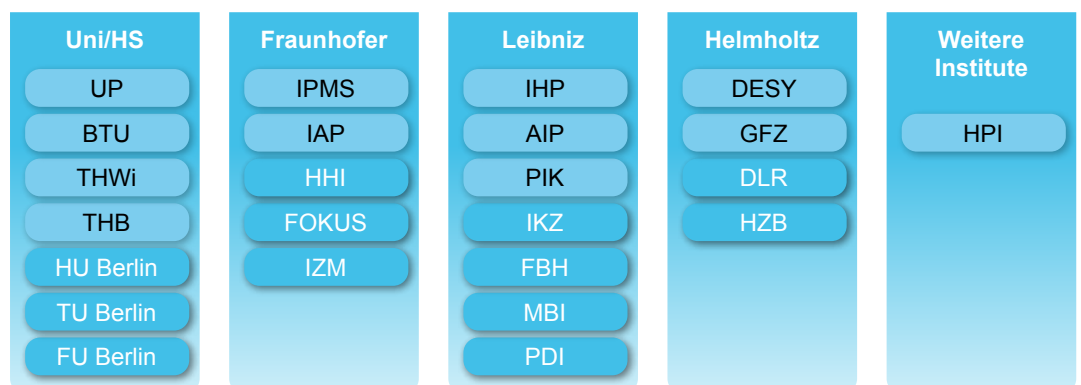 Uni/HS
UP
BTU
THWi
THB
HU Berlin
TU Berlin
FU Berlin
Fraunhofer
IPMS
IAP
HHI
FOKUS
IZM
Leibniz
IHP
AIP
PIK
IKZ
FBH
MBI
PDI
Helmholtz
DESY
GFZ
DLR
HZB
Weitere
Institute
HPI